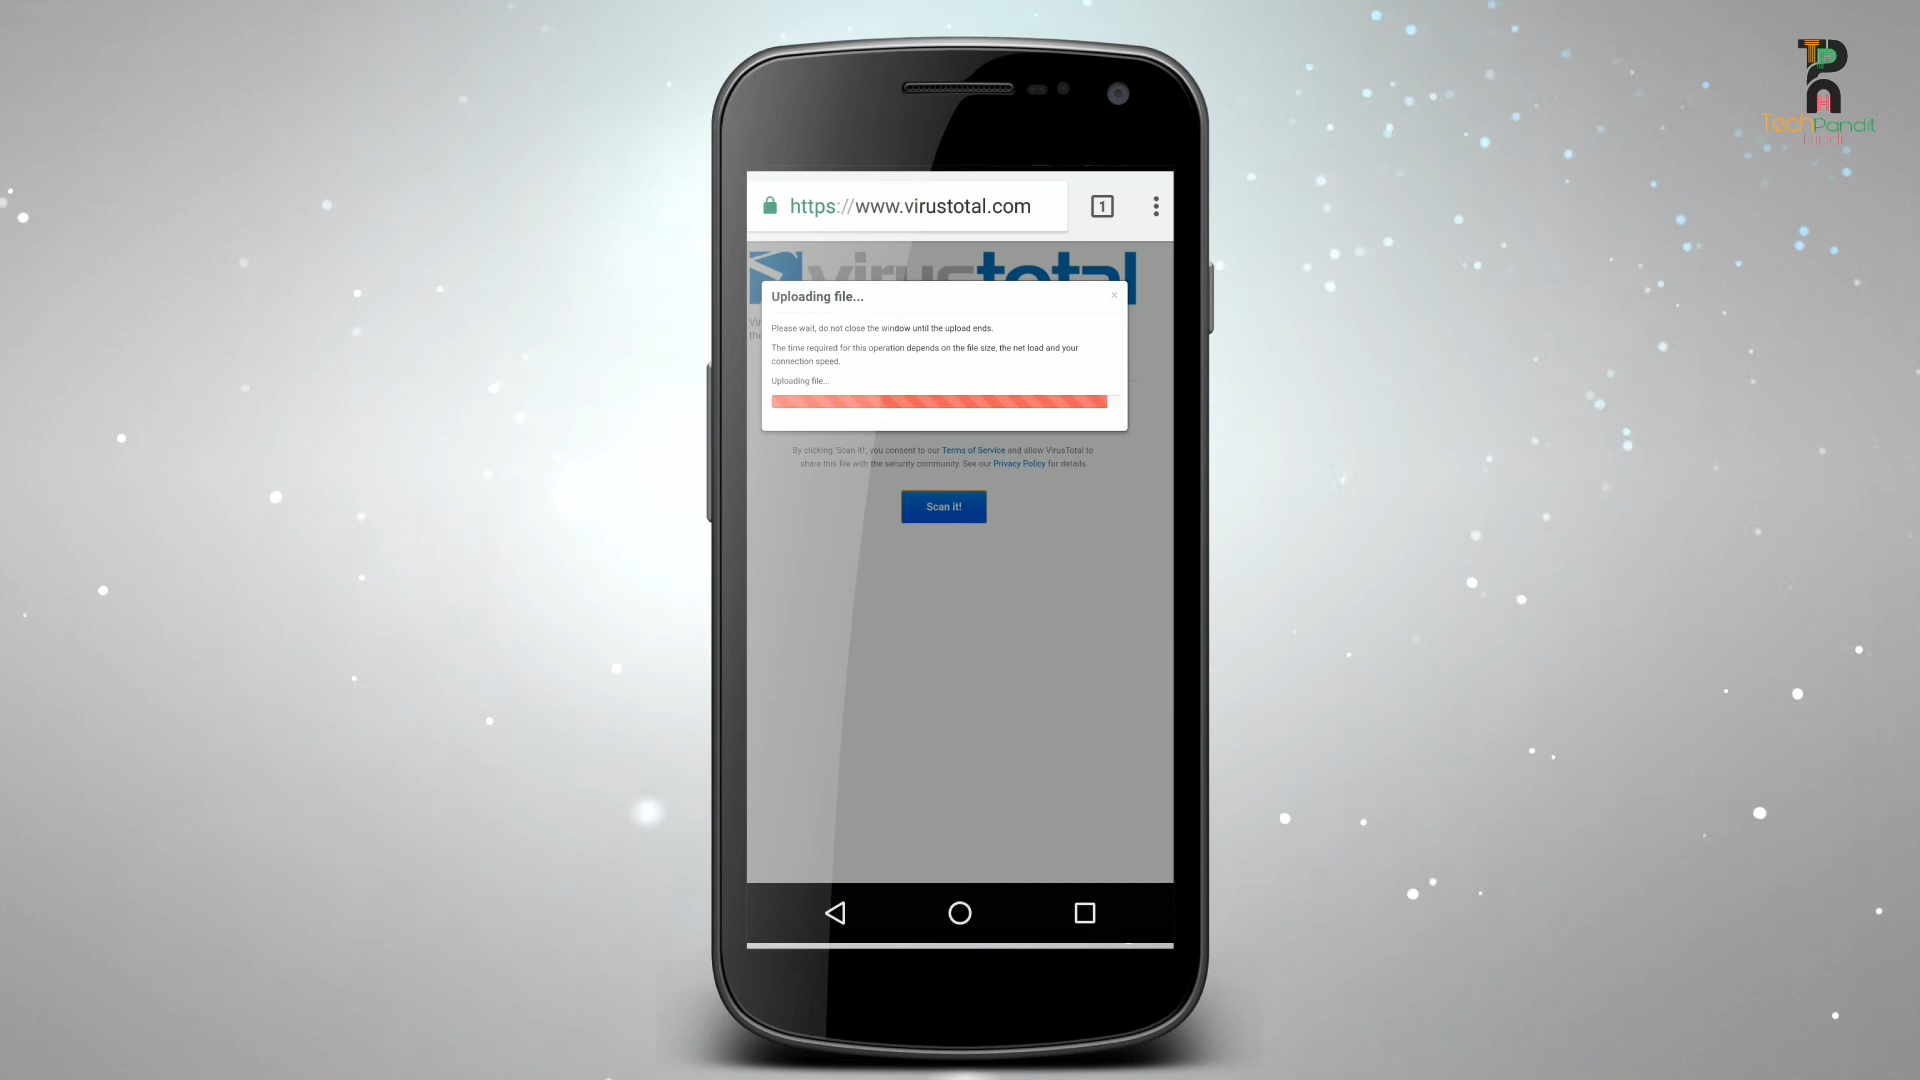 TPH
TechPandit
Hindi
https://www.virustotal.com
1
virustotal
Uploading file...
×
Vir
the
Please wait, do not close the window until the upload ends.
The time required for this operation depends on the file size, the net load and your
connection speed.
Uploading file...
By clicking 'Scan it!', you consent to our Terms of Service and allow VirusTotal to
share this file with the security community. See our Privacy Policy for details.
Scan it!